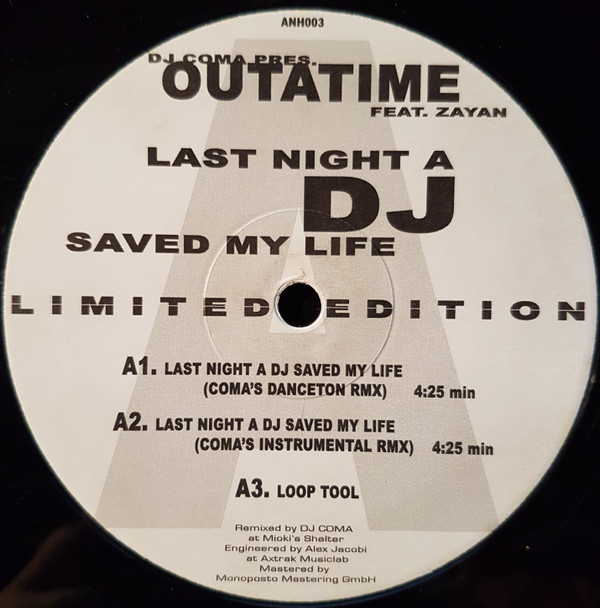 ANH003
DJ COMA PRES.
OUTATIME
FEAT. ZAYAN
LAST NIGHT A
DJ
SAVED MY LIFE
LIMITED EDITION
A1. LAST NIGHT A DJ SAVED MY LIFE
(COMA'S DANCETON RMX) 4:25 min
A2. LAST NIGHT A DJ SAVED MY LIFE
(COMA'S INSTRUMENTAL RMX) 4:25 min
A3. LOOP TOOL
Remixed by DJ COMA
at Mioki's Shelter
Engineered by Alex Jacobi
at Axtrak Musiclab
Mastered by
Monoposto Mastering GmbH